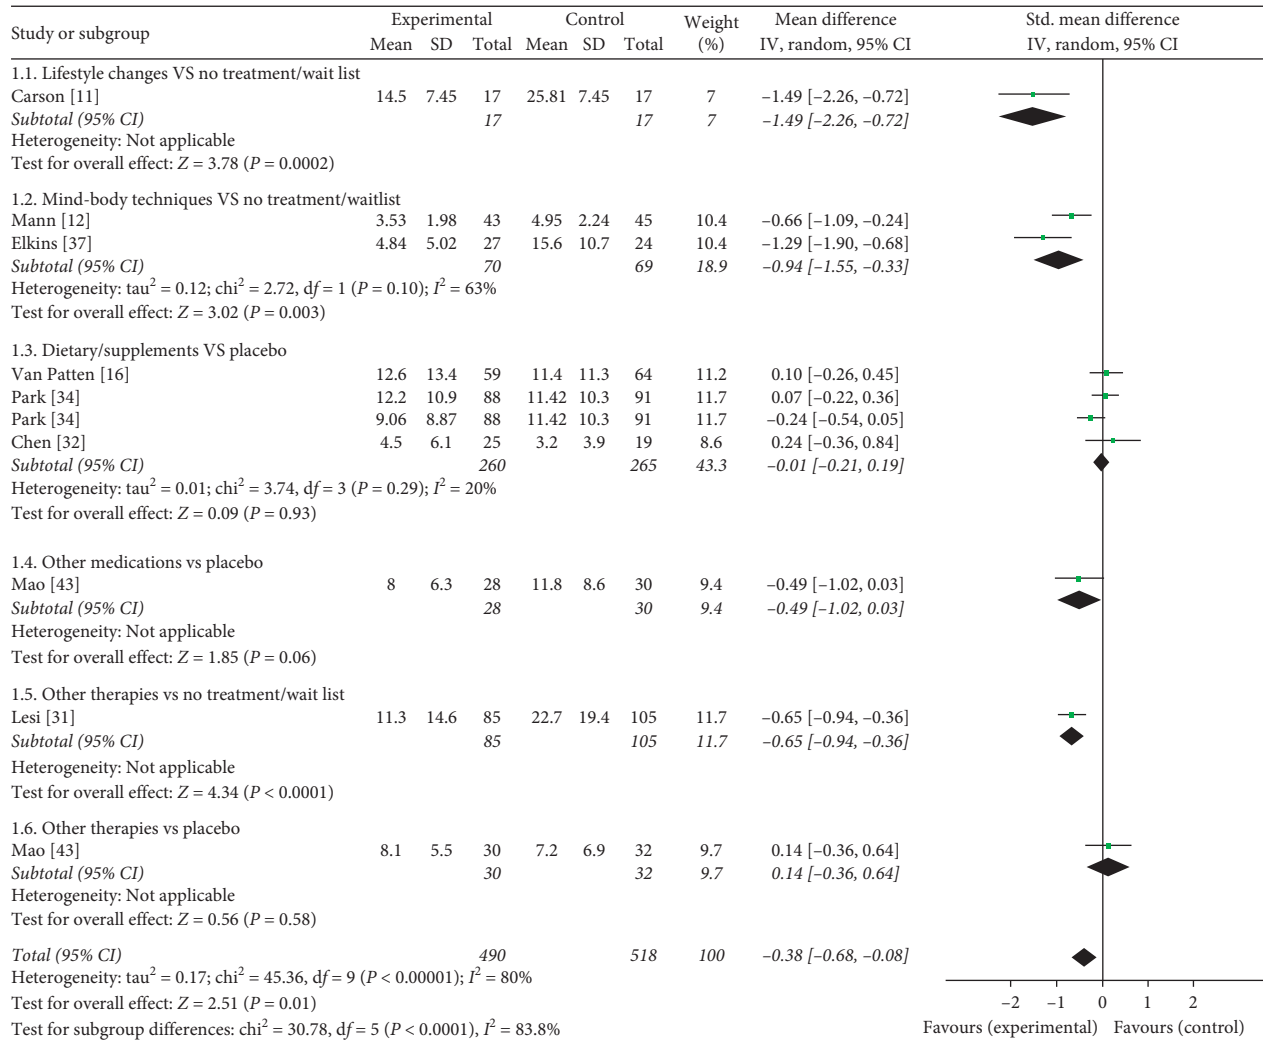 Study or subgroup Experimental Control Weight (%) Mean difference Std. mean difference
Mean SD Total Mean SD Total IV, random, 95% CI IV, random, 95% CI
1.1. Lifestyle changes VS no treatment/wait list
Carson [11] 14.5 7.45 17 25.81 7.45 17 7 –1.49 [–2.26, –0.72]
Subtotal (95% CI) 17 17 7 –1.49 [–2.26, –0.72]
Heterogeneity: Not applicable
Test for overall effect: Z = 3.78 (P = 0.0002)
1.2. Mind-body techniques VS no treatment/waitlist
Mann [12] 3.53 1.98 43 4.95 2.24 45 10.4 –0.66 [–1.09, –0.24]
Elkins [37] 4.84 5.02 27 15.6 10.7 24 10.4 –1.29 [–1.90, –0.68]
Subtotal (95% CI) 70 69 18.9 –0.94 [–1.55, –0.33]
Heterogeneity: tau² = 0.12; chi² = 2.72, df = 1 (P = 0.10); I² = 63%
Test for overall effect: Z = 3.02 (P = 0.003)
1.3. Dietary/supplements VS placebo
Van Patten [16] 12.6 13.4 59 11.4 11.3 64 11.2 0.10 [–0.26, 0.45]
Park [34] 12.2 10.9 88 11.42 10.3 91 11.7 0.07 [–0.22, 0.36]
Park [34] 9.06 8.87 88 11.42 10.3 91 11.7 –0.24 [–0.54, 0.05]
Chen [32] 4.5 6.1 25 3.2 3.9 19 8.6 0.24 [–0.36, 0.84]
Subtotal (95% CI) 260 265 43.3 –0.01 [–0.21, 0.19]
Heterogeneity: tau² = 0.01; chi² = 3.74, df = 3 (P = 0.29); I² = 20%
Test for overall effect: Z = 0.09 (P = 0.93)
1.4. Other medications vs placebo
Mao [43] 8 6.3 28 11.8 8.6 30 9.4 –0.49 [–1.02, 0.03]
Subtotal (95% CI) 28 30 9.4 –0.49 [–1.02, 0.03]
Heterogeneity: Not applicable
Test for overall effect: Z = 1.85 (P = 0.06)
1.5. Other therapies vs no treatment/wait list
Lesi [31] 11.3 14.6 85 22.7 19.4 105 11.7 –0.65 [–0.94, –0.36]
Subtotal (95% CI) 85 105 11.7 –0.65 [–0.94, –0.36]
Heterogeneity: Not applicable
Test for overall effect: Z = 4.34 (P < 0.0001)
1.6. Other therapies vs placebo
Mao [43] 8.1 5.5 30 7.2 6.9 32 9.7 0.14 [–0.36, 0.64]
Subtotal (95% CI) 30 32 9.7 0.14 [–0.36, 0.64]
Heterogeneity: Not applicable
Test for overall effect: Z = 0.56 (P = 0.58)
Total (95% CI) 490 518 100 –0.38 [–0.68, –0.08]
Heterogeneity: tau² = 0.17; chi² = 45.36, df = 9 (P < 0.00001); I² = 80%
Test for overall effect: Z = 2.51 (P = 0.01)
Test for subgroup differences: chi² = 30.78, df = 5 (P < 0.0001), I² = 83.8%
–2 –1 0 1 2
Favours (experimental) Favours (control)